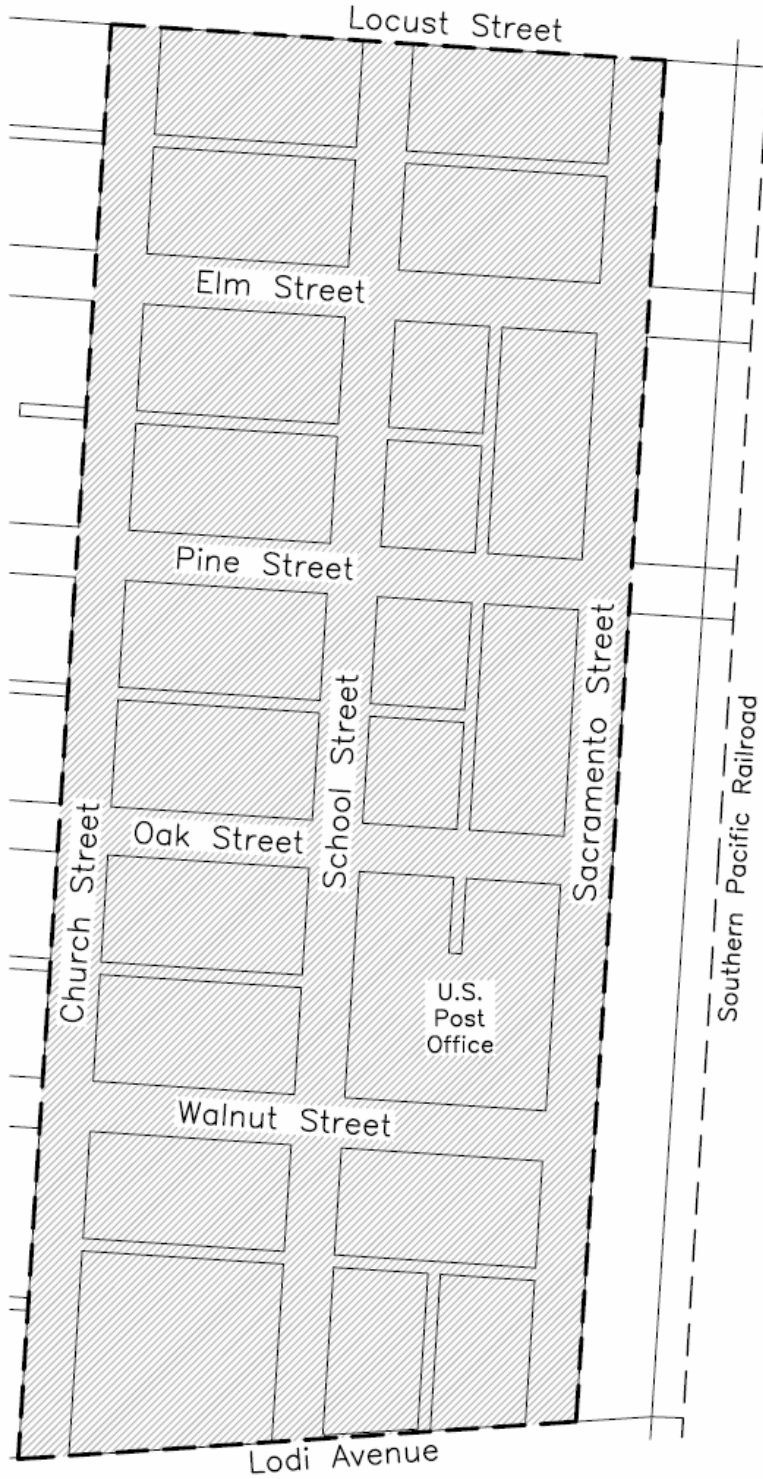 Locust Street
Elm Street
Pine Street
School Street
Sacramento Street
Southern Pacific Railroad
Oak Street
Church Street
U.S.
Post
Office
Walnut Street
Lodi Avenue